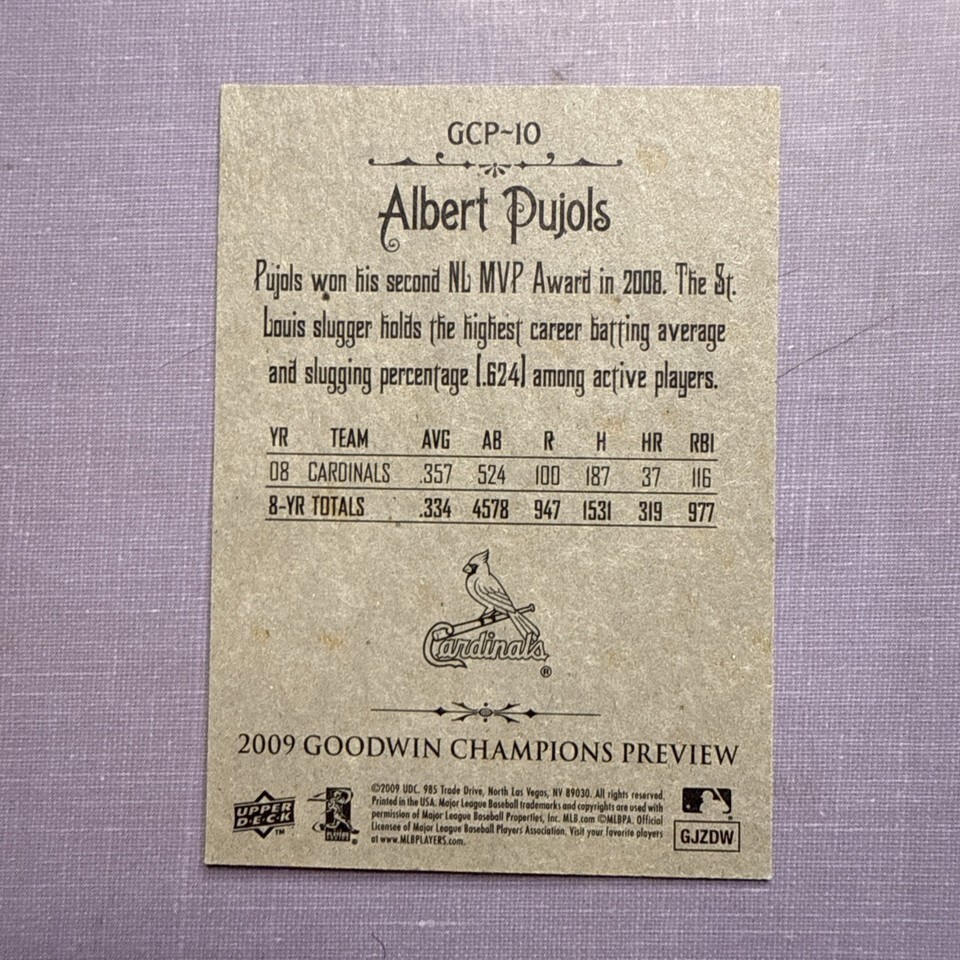 GCP~10
Albert Pujols
Pujols won his second NL MVP Award in 2008. The St.
Louis slugger holds the highest career batting average
and slugging percentage (.624) among active players.
YR TEAM AVG AB R H HR RBI
08 CARDINALS .357 524 100 187 37 116
8-YR TOTALS .334 4578 947 1531 319 977
Cardinals®
2009 GOODWIN CHAMPIONS PREVIEW
UPPER
D·E·C·K
™
PLAYERS
®
©2009 UDC. 985 Trade Drive, North Las Vegas, NV 89030. All rights reserved.
Printed in the USA. Major League Baseball trademarks and copyrights are used with
permission of Major League Baseball Properties, Inc. MLB.com ©MLBPA. Official
Licensee of Major League Baseball Players Association. Visit your favorite players
at www.MLBPLAYERS.com.
GJZDW